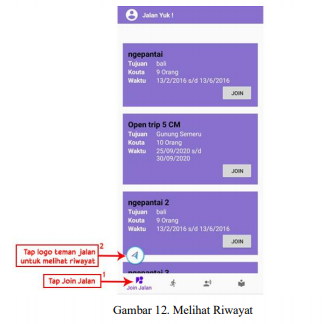 Jalan Yuk !
ngepantai
Tujuan bali
Kouta 9 Orang
Waktu 13/2/2016 s/d 13/6/2016
JOIN
Open trip 5 CM
Tujuan Gunung Semeru
Kouta 10 Orang
Waktu 25/09/2020 s/d
30/09/2020
JOIN
ngepantai 2
Tujuan bali
Kouta 9 Orang
Waktu 13/2/2016 s/d 13/6/2016
JOIN
2
Tap logo teman jalan
untuk melihat riwayat
ngepantai 3
1
Tap Join Jalan
Join Jalan
Gambar 12. Melihat Riwayat